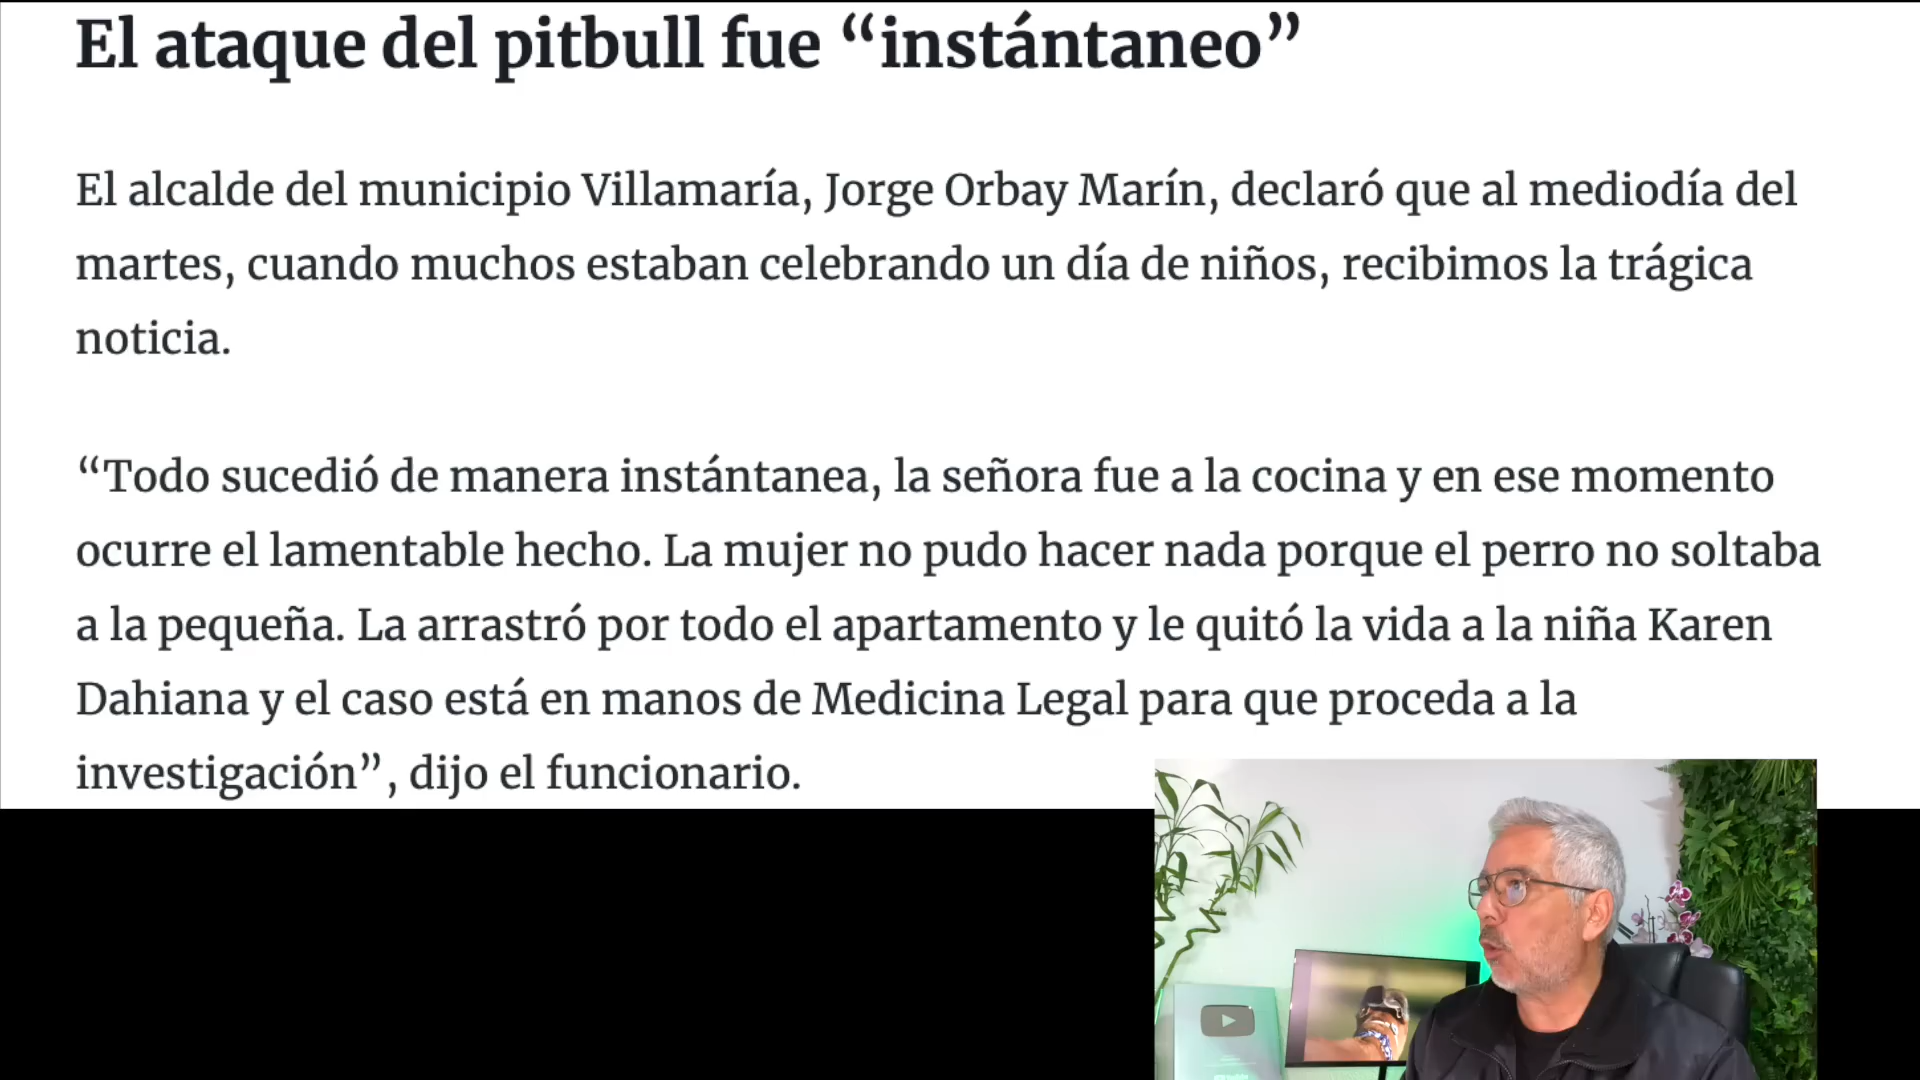 El ataque del pitbull fue “instántaneo”
El alcalde del municipio Villamaría, Jorge Orbay Marín, declaró que al mediodía del
martes, cuando muchos estaban celebrando un día de niños, recibimos la trágica
noticia.
“Todo sucedió de manera instántanea, la señora fue a la cocina y en ese momento
ocurre el lamentable hecho. La mujer no pudo hacer nada porque el perro no soltaba
a la pequeña. La arrastró por todo el apartamento y le quitó la vida a la niña Karen
Dahiana y el caso está en manos de Medicina Legal para que proceda a la
investigación”, dijo el funcionario.